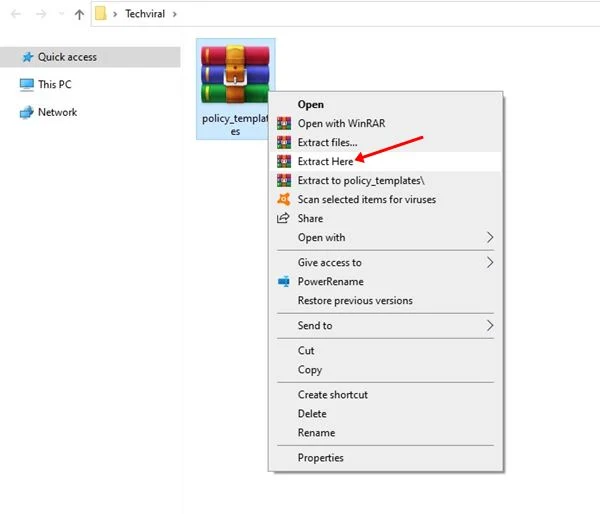 Techviral
Quick access
This PC
Network
policy_templat
es
Open
Open with WinRAR
Extract files...
Extract Here
Extract to policy_templates\
Scan selected items for viruses
Share
Open with
Give access to
PowerRename
Restore previous versions
Send to
Cut
Copy
Create shortcut
Delete
Rename
Properties